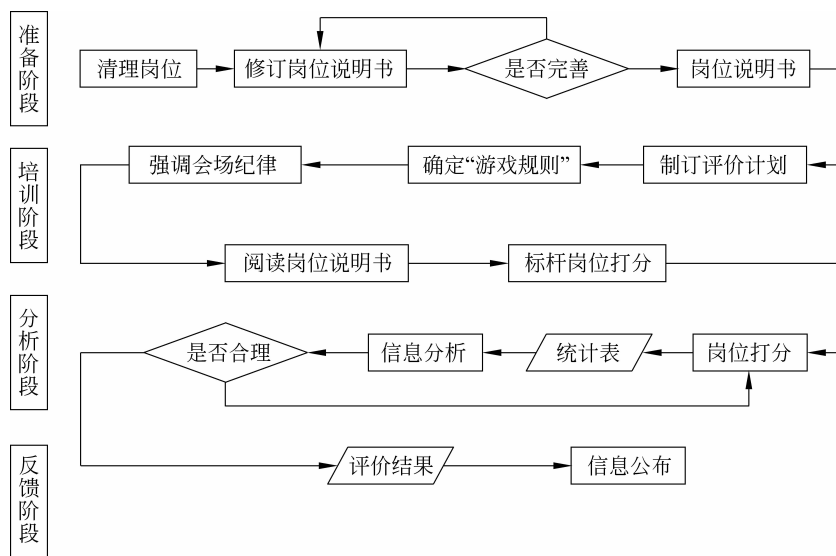 准备阶段
清理岗位
修订岗位说明书
是否完善
岗位说明书
培训阶段
强调会场纪律
确定“游戏规则”
制订评价计划
阅读岗位说明书
标杆岗位打分
分析阶段
是否合理
信息分析
统计表
岗位打分
反馈阶段
评价结果
信息公布